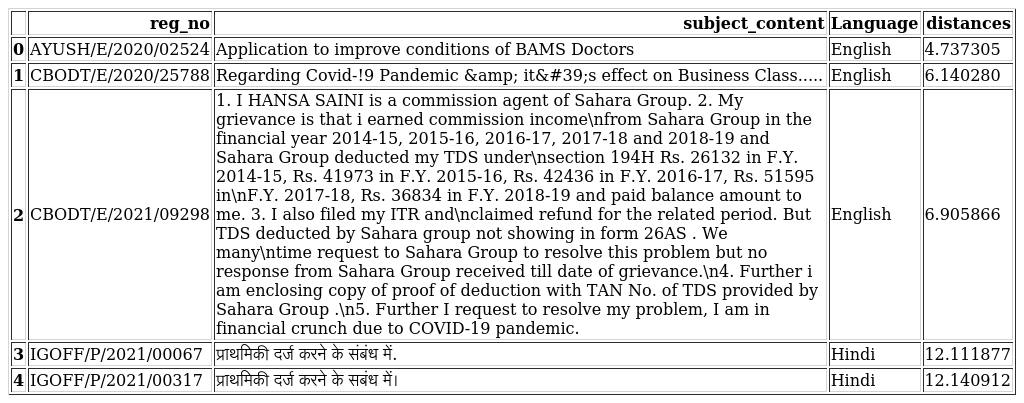 reg_no subject_content Language distances
0 AYUSH/E/2020/02524 Application to improve conditions of BAMS Doctors English 4.737305
1 CBODT/E/2020/25788 Regarding Covid-!9 Pandemic &amp; it&#39;s effect on Business Class..... English 6.140280
1. I HANSA SAINI is a commission agent of Sahara Group. 2. My
grievance is that i earned commission income\nfrom Sahara Group in the
financial year 2014-15, 2015-16, 2016-17, 2017-18 and 2018-19 and
Sahara Group deducted my TDS under\nsection 194H Rs. 26132 in F.Y.
2014-15, Rs. 41973 in F.Y. 2015-16, Rs. 42436 in F.Y. 2016-17, Rs. 51595
in\nF.Y. 2017-18, Rs. 36834 in F.Y. 2018-19 and paid balance amount to
2 CBODT/E/2021/09298 me. 3. I also filed my ITR and\nclaimed refund for the related period. But English 6.905866
TDS deducted by Sahara group not showing in form 26AS . We
many\ntime request to Sahara Group to resolve this problem but no
response from Sahara Group received till date of grievance.\n4. Further i
am enclosing copy of proof of deduction with TAN No. of TDS provided by
Sahara Group .\n5. Further I request to resolve my problem, I am in
financial crunch due to COVID-19 pandemic.
3 IGOFF/P/2021/00067 प्राथमिकी दर्ज करने के संबंध में. Hindi 12.111877
4 IGOFF/P/2021/00317 प्राथमिकी दर्ज करने के सबंध में। Hindi 12.140912